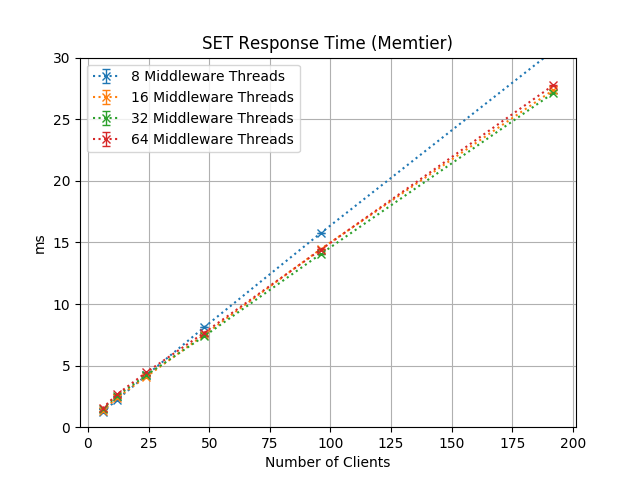 SET Response Time (Memtier)
30
25
20
15
10
5
0
ms
8 Middleware Threads
16 Middleware Threads
32 Middleware Threads
64 Middleware Threads
0 25 50 75 100 125 150 175 200
Number of Clients